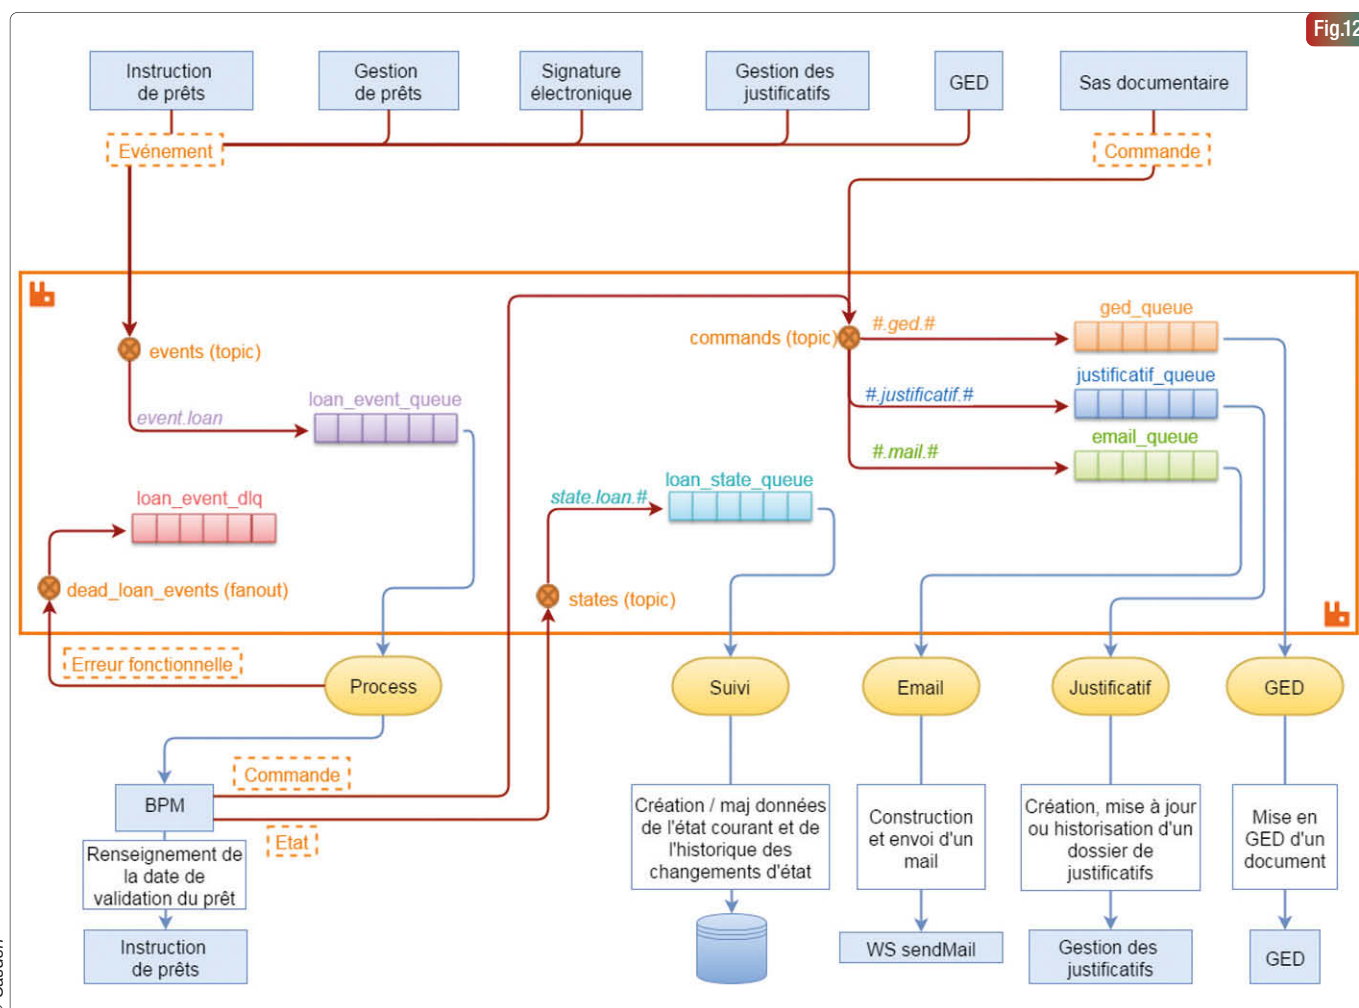 Fig.12
Instruction
de prêts
Gestion
de prêts
Signature
électronique
Gestion des
justificatifs
GED
Sas documentaire
Evénement
Commande
events (topic)
event.loan
loan_event_queue
loan_event_dlq
dead_loan_events (fanout)
commands (topic)
#.ged.#
ged_queue
#.justificatif.#
justificatif_queue
#.mail.#
email_queue
state.loan.#
loan_state_queue
states (topic)
Erreur fonctionnelle
Process
Suivi
Email
Justificatif
GED
Commande
BPM
Etat
Renseignement de
la date de
validation du prêt
Instruction
de prêts
Création / maj données
de l'état courant et de
l'historique des
changements d'état
Construction
et envoi d'un
mail
WS sendMail
Création, mise à jour
ou historisation d'un
dossier de
justificatifs
Gestion des
justificatifs
Mise en
GED d'un
document
GED